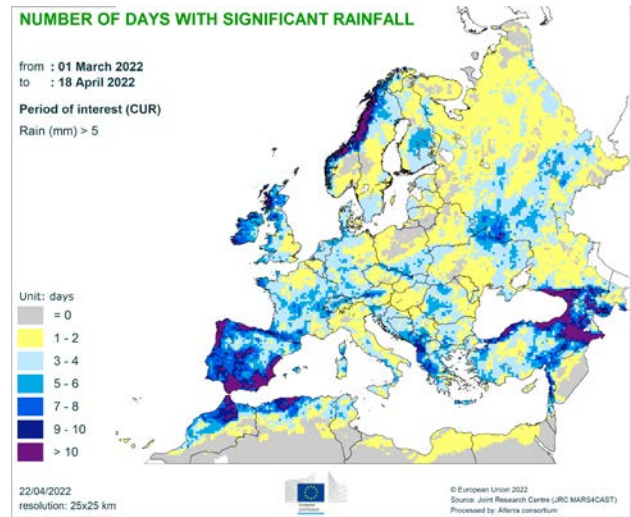 NUMBER OF DAYS WITH SIGNIFICANT RAINFALL
from : 01 March 2022
to : 18 April 2022
Period of interest (CUR)
Rain (mm) > 5
Unit: days
= 0
1 - 2
3 - 4
5 - 6
7 - 8
9 - 10
> 10
22/04/2022
resolution: 25x25 km
European
Commission
© European Union 2022
Source: Joint Research Centre (JRC MARS4CAST)
Processed by: Alterra consortium